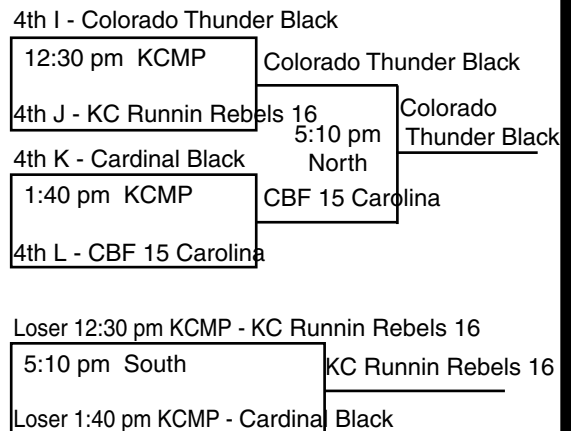 4th I - Colorado Thunder Black
12:30 pm KCMP
Colorado Thunder Black
4th J - KC Runnin Rebels 16
5:10 pm
North
Colorado
Thunder Black
4th K - Cardinal Black
1:40 pm KCMP
CBF 15 Carolina
4th L - CBF 15 Carolina
Loser 12:30 pm KCMP - KC Runnin Rebels 16
5:10 pm South
KC Runnin Rebels 16
Loser 1:40 pm KCMP - Cardinal Black